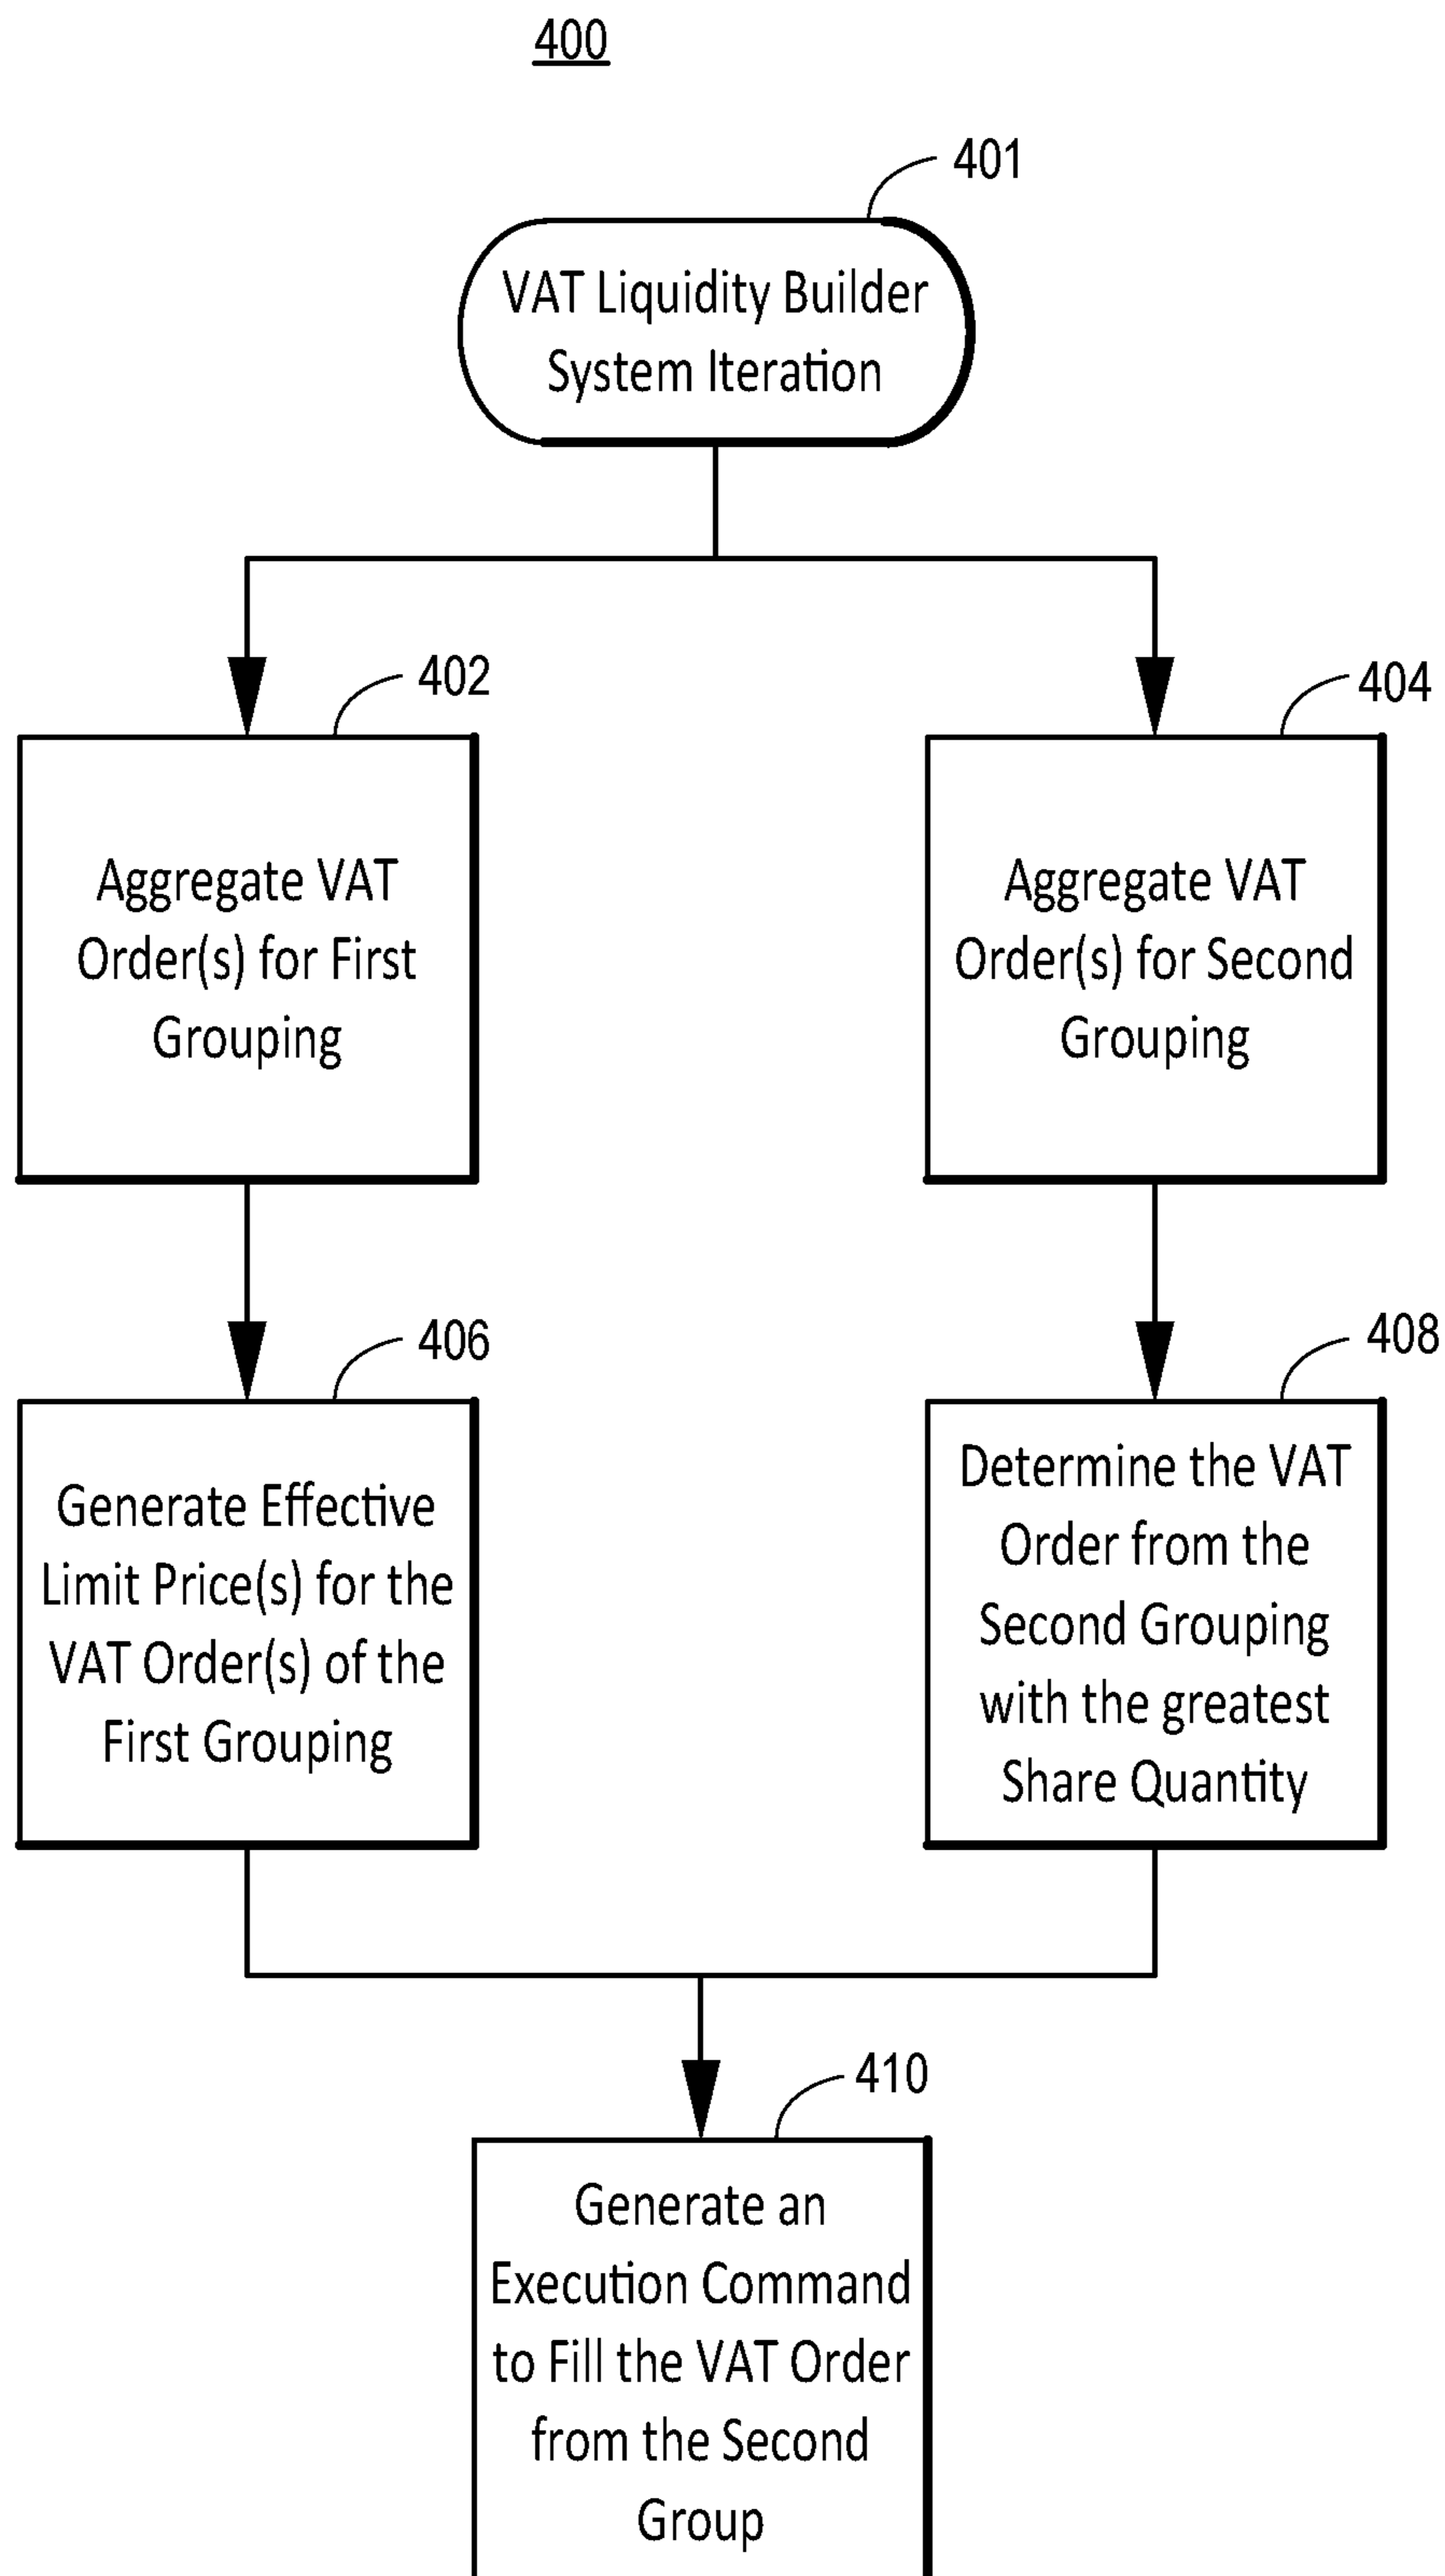 400
401
VAT Liquidity Builder
System Iteration
402
Aggregate VAT
Order(s) for First
Grouping
404
Aggregate VAT
Order(s) for Second
Grouping
406
Generate Effective
Limit Price(s) for the
VAT Order(s) of the
First Grouping
408
Determine the VAT
Order from the
Second Grouping
with the greatest
Share Quantity
410
Generate an
Execution Command
to Fill the VAT Order
from the Second
Group